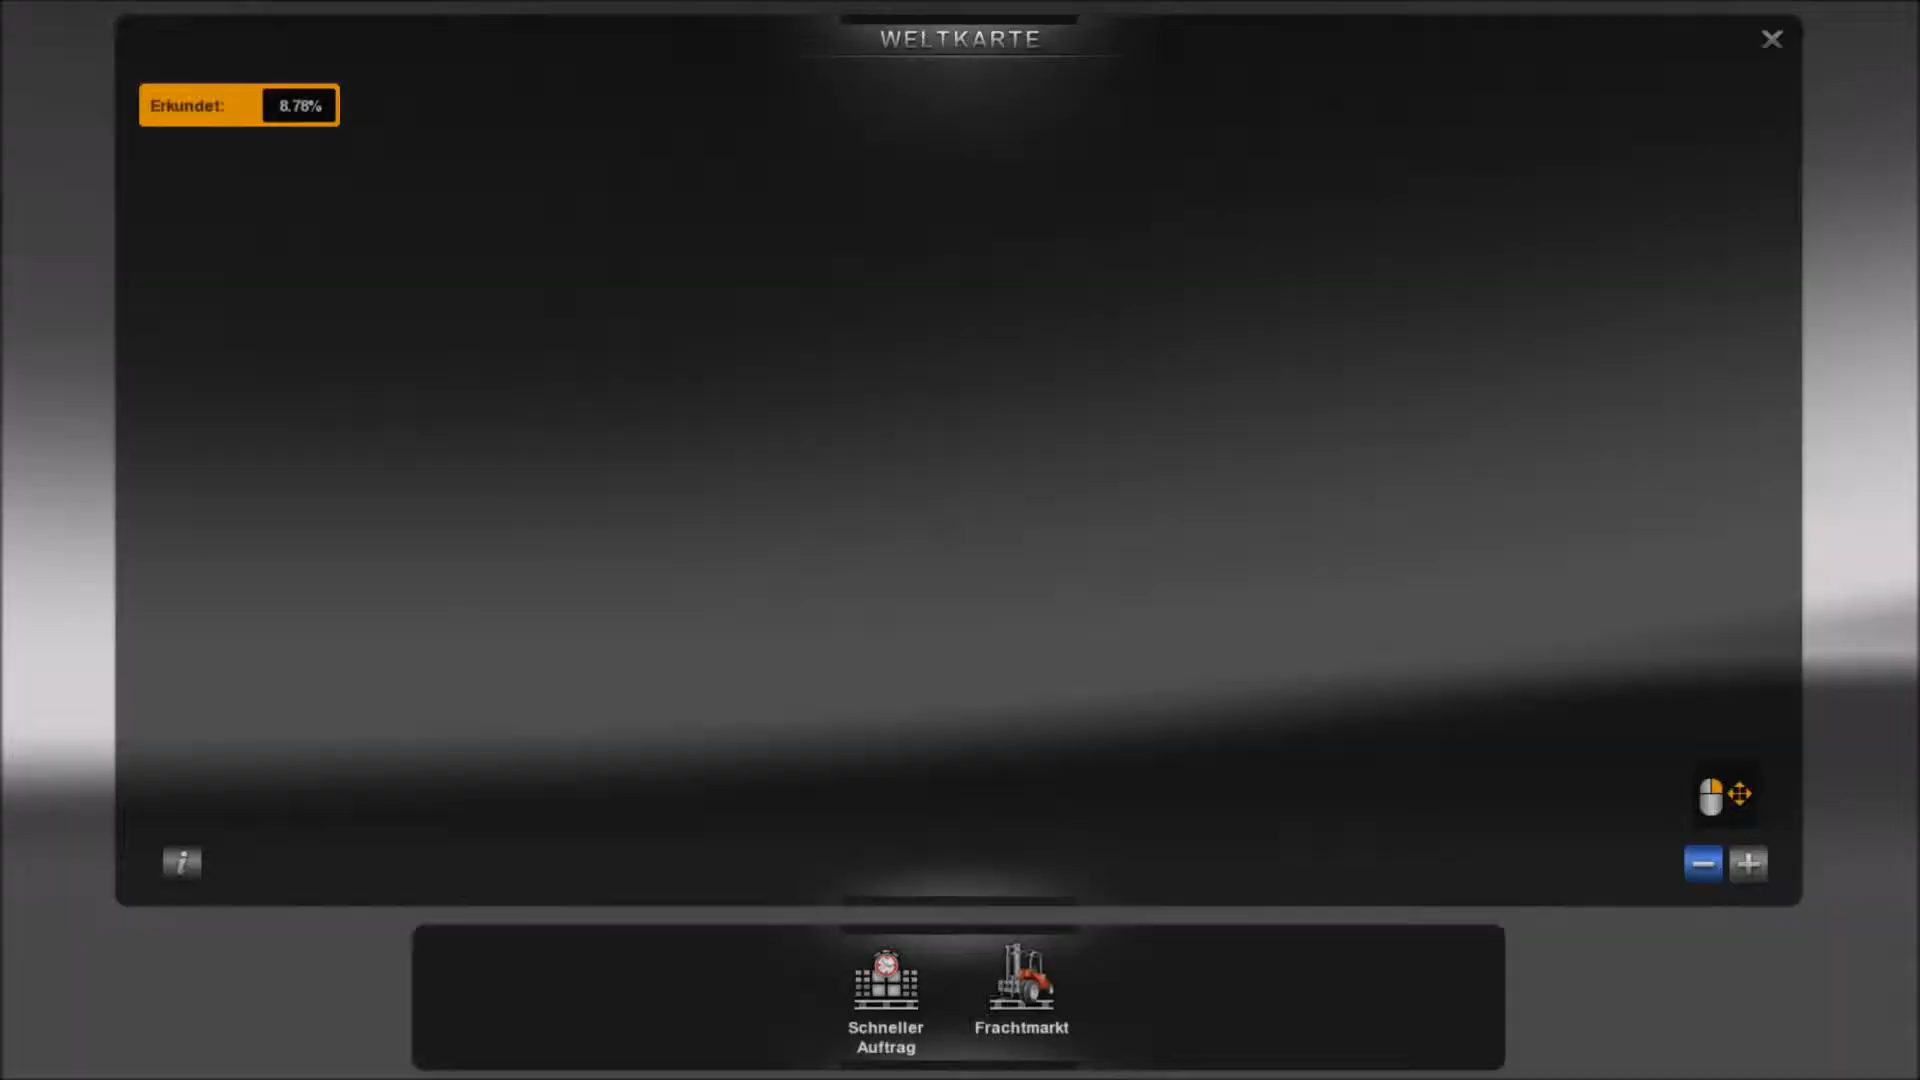 WELTKARTE
Erkundet: 8.78%
Schneller
Auftrag
Frachtmarkt